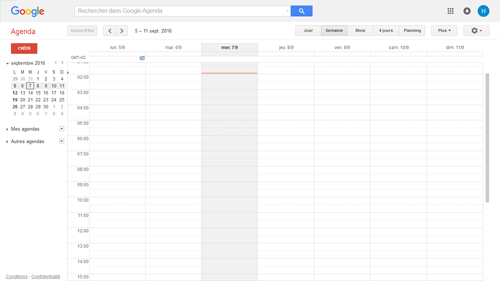 Google
Rechercher dans Google Agenda
H
Agenda
Aujourd'hui
5 – 11 sept. 2016
Jour Semaine Mois 4 jours Planning
Plus
CRÉER
lun. 5/9 mar. 6/9 mer. 7/9 jeu. 8/9 ven. 9/9 sam. 10/9 dim. 11/9
GMT+02
septembre 2016
L M M J V S D
29 30 31 1 2 3 4
5 6 7 8 9 10 11
12 13 14 15 16 17 18
19 20 21 22 23 24 25
26 27 28 29 30 1 2
3 4 5 6 7 8 9
Mes agendas
Autres agendas
01:00
02:00
03:00
04:00
05:00
06:00
07:00
08:00
09:00
10:00
11:00
12:00
13:00
14:00
15:00
Conditions - Confidentialité